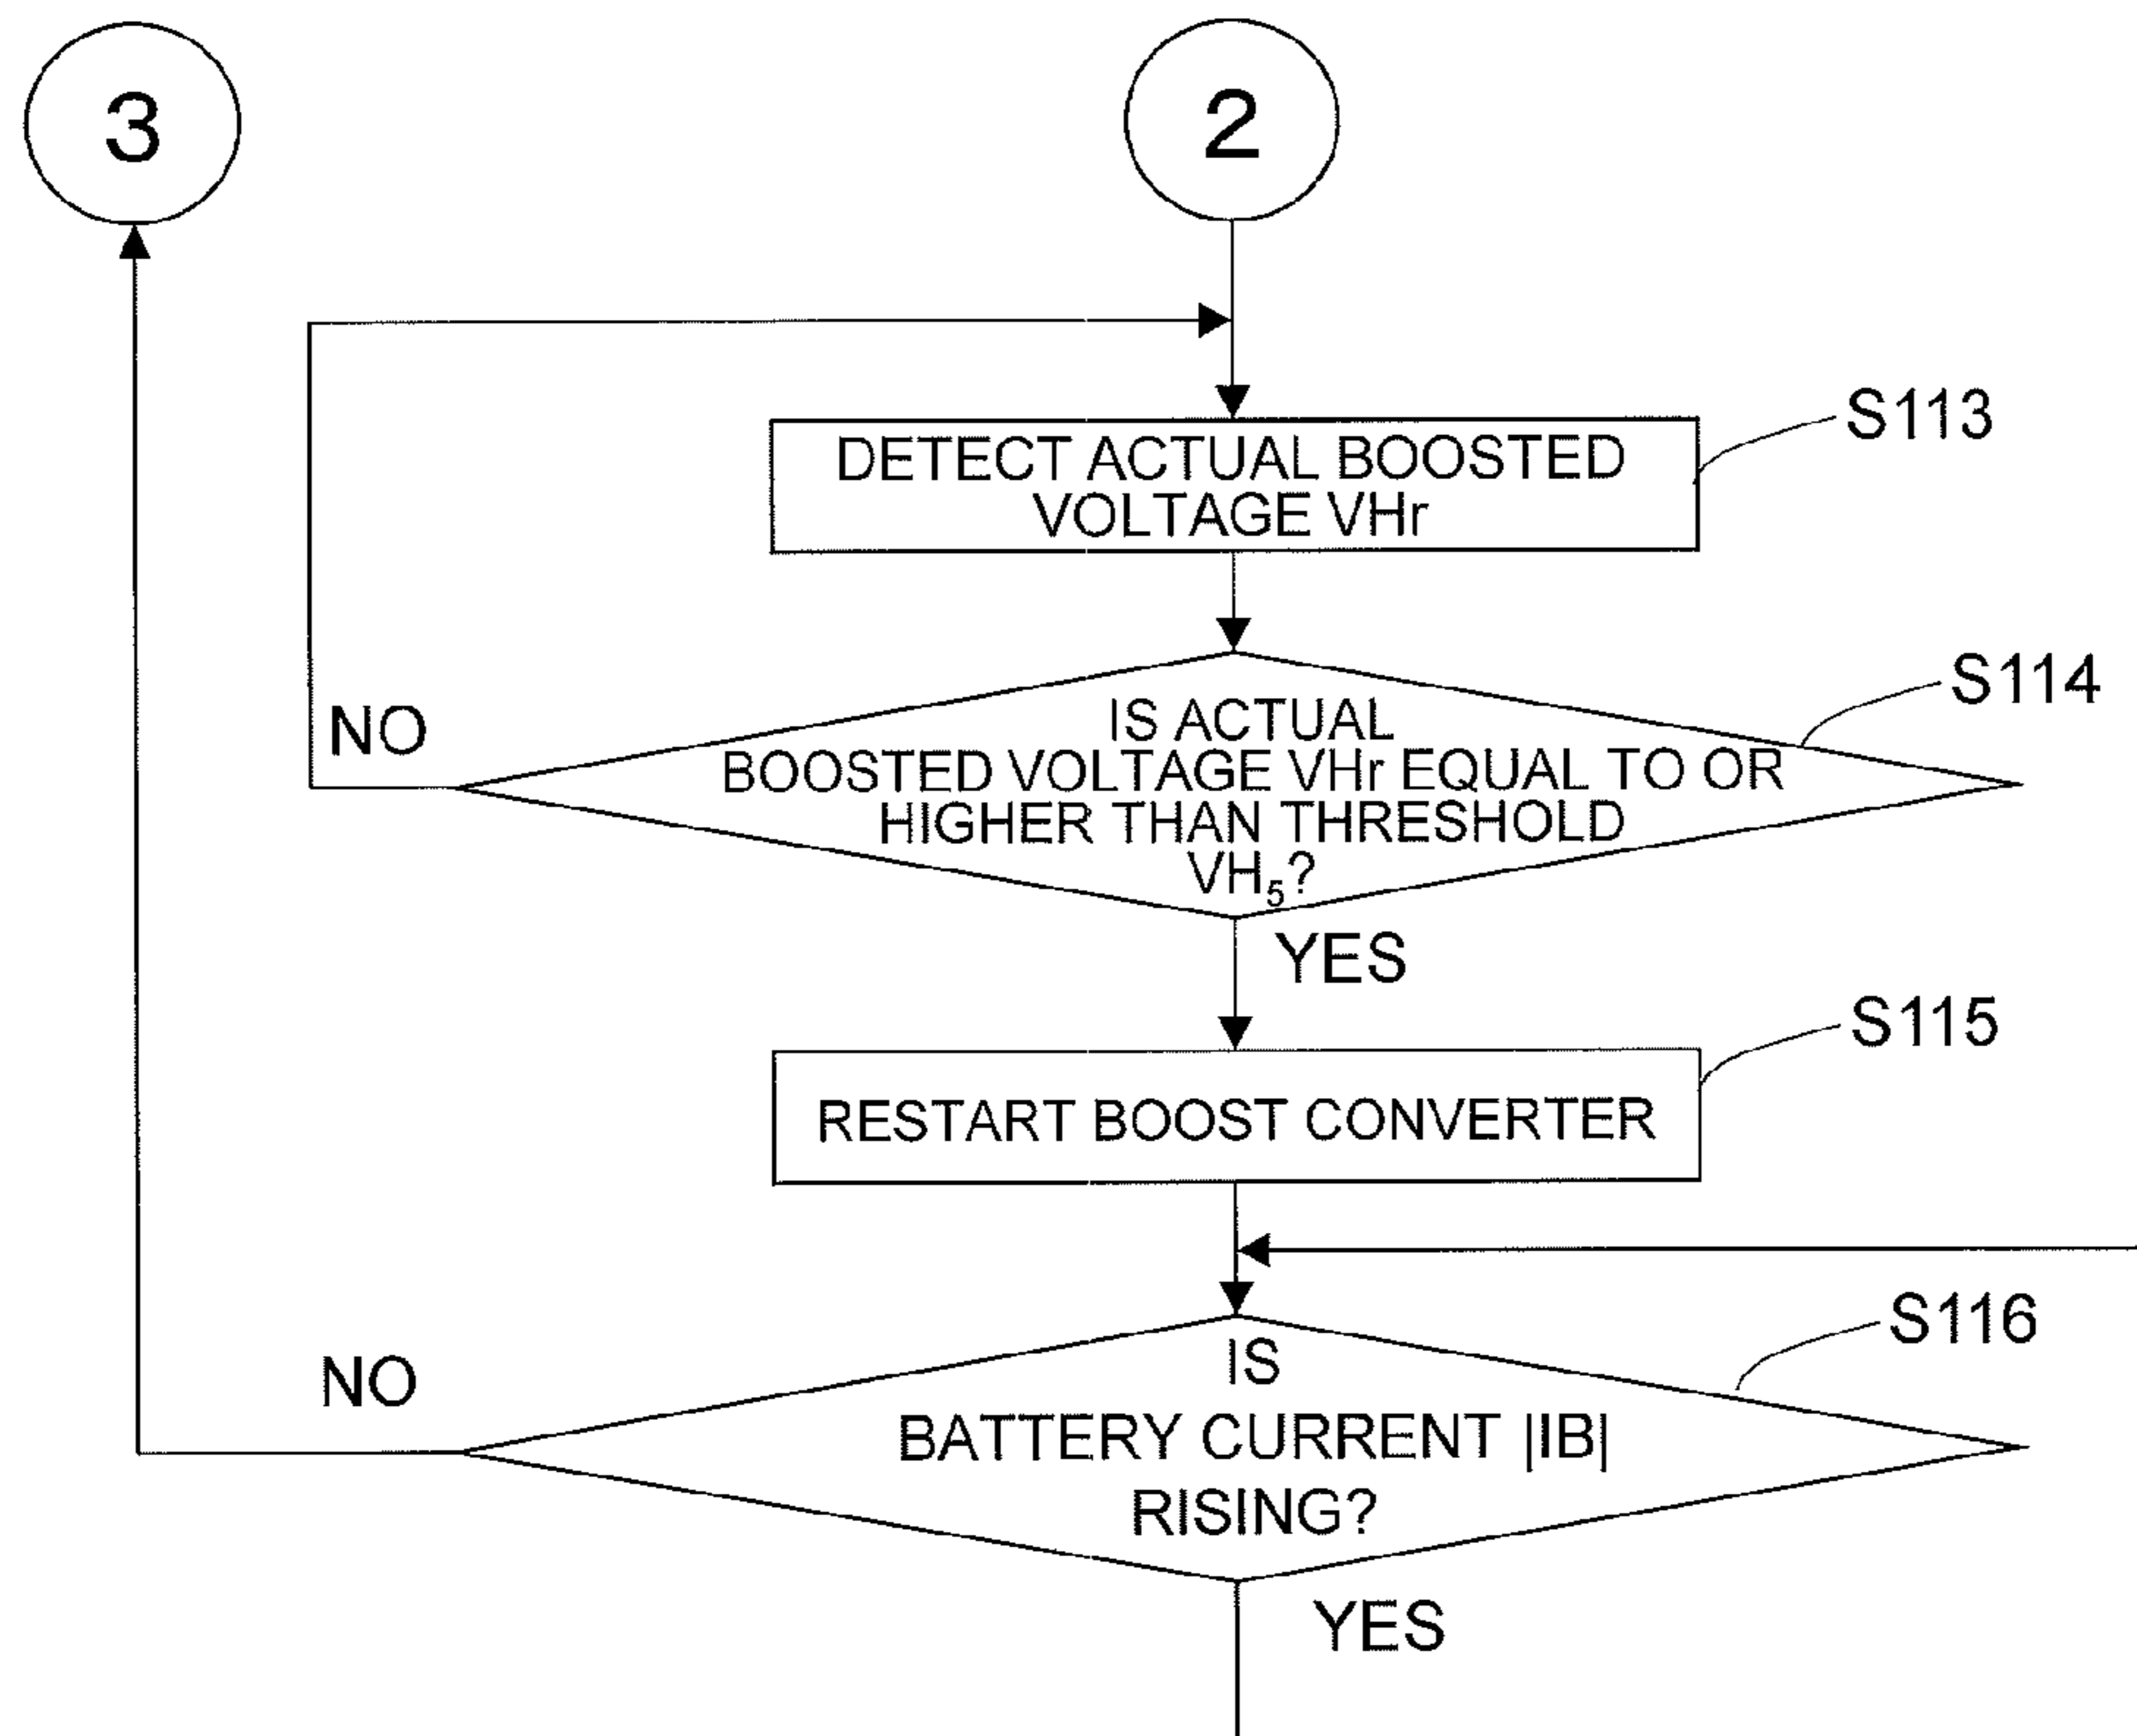 3
2
S113
DETECT ACTUAL BOOSTED
VOLTAGE VHr
S114
NO
IS ACTUAL
BOOSTED VOLTAGE VHr EQUAL TO OR
HIGHER THAN THRESHOLD
VH₅?
YES
S115
RESTART BOOST CONVERTER
S116
NO
IS
BATTERY CURRENT |IB|
RISING?
YES